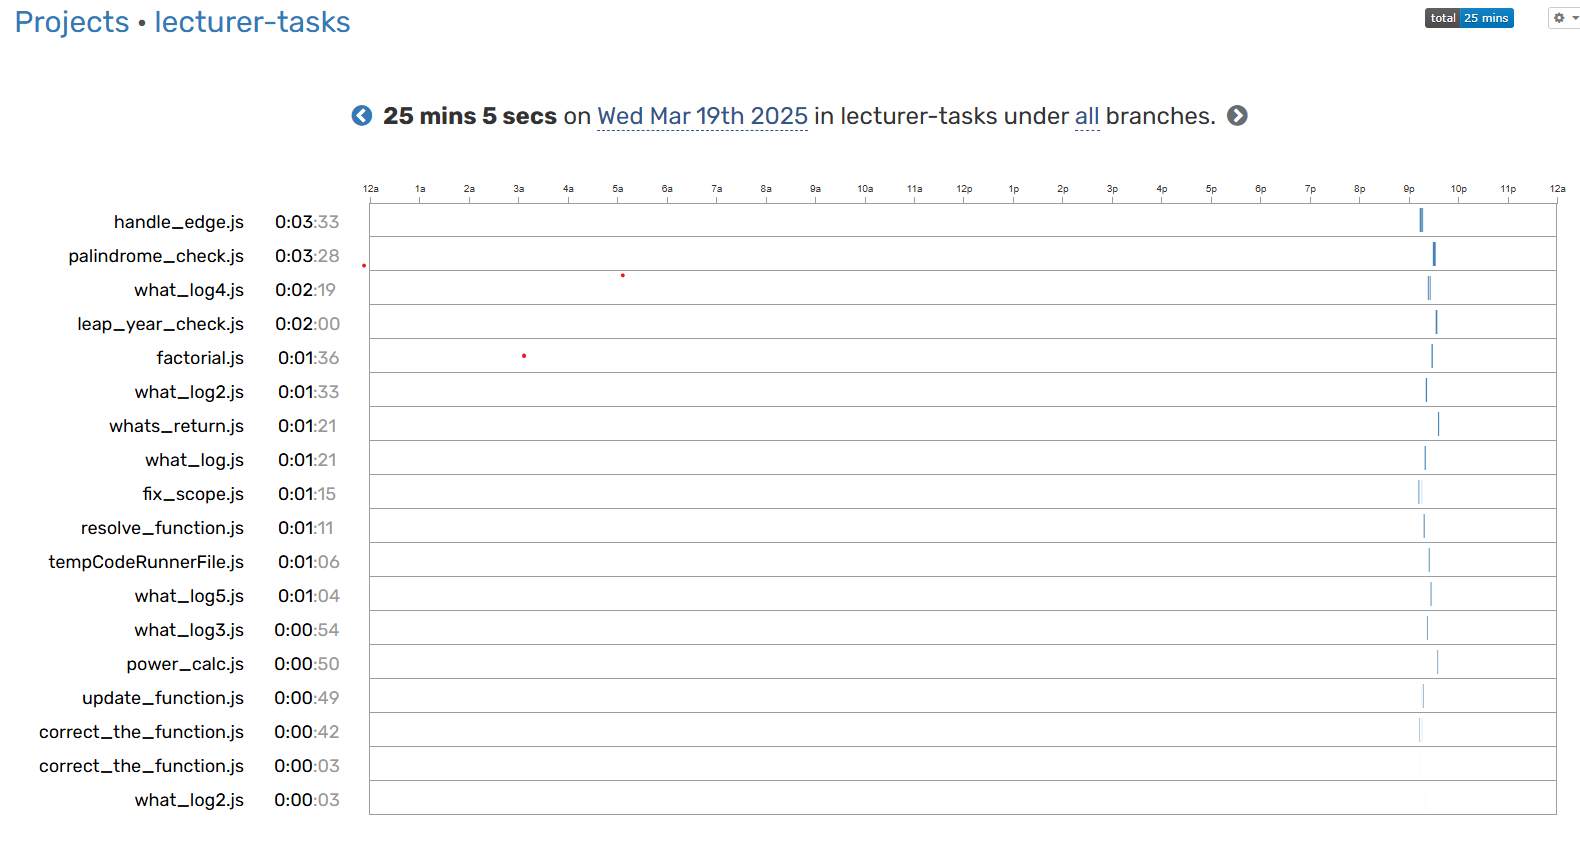 Projects • lecturer-tasks
total 25 mins
25 mins 5 secs on Wed Mar 19th 2025 in lecturer-tasks under all branches.
12a 1a 2a 3a 4a 5a 6a 7a 8a 9a 10a 11a 12p 1p 2p 3p 4p 5p 6p 7p 8p 9p 10p 11p 12a
handle_edge.js 0:03:33
palindrome_check.js 0:03:28
what_log4.js 0:02:19
leap_year_check.js 0:02:00
factorial.js 0:01:36
what_log2.js 0:01:33
whats_return.js 0:01:21
what_log.js 0:01:21
fix_scope.js 0:01:15
resolve_function.js 0:01:11
tempCodeRunnerFile.js 0:01:06
what_log5.js 0:01:04
what_log3.js 0:00:54
power_calc.js 0:00:50
update_function.js 0:00:49
correct_the_function.js 0:00:42
correct_the_function.js 0:00:03
what_log2.js 0:00:03